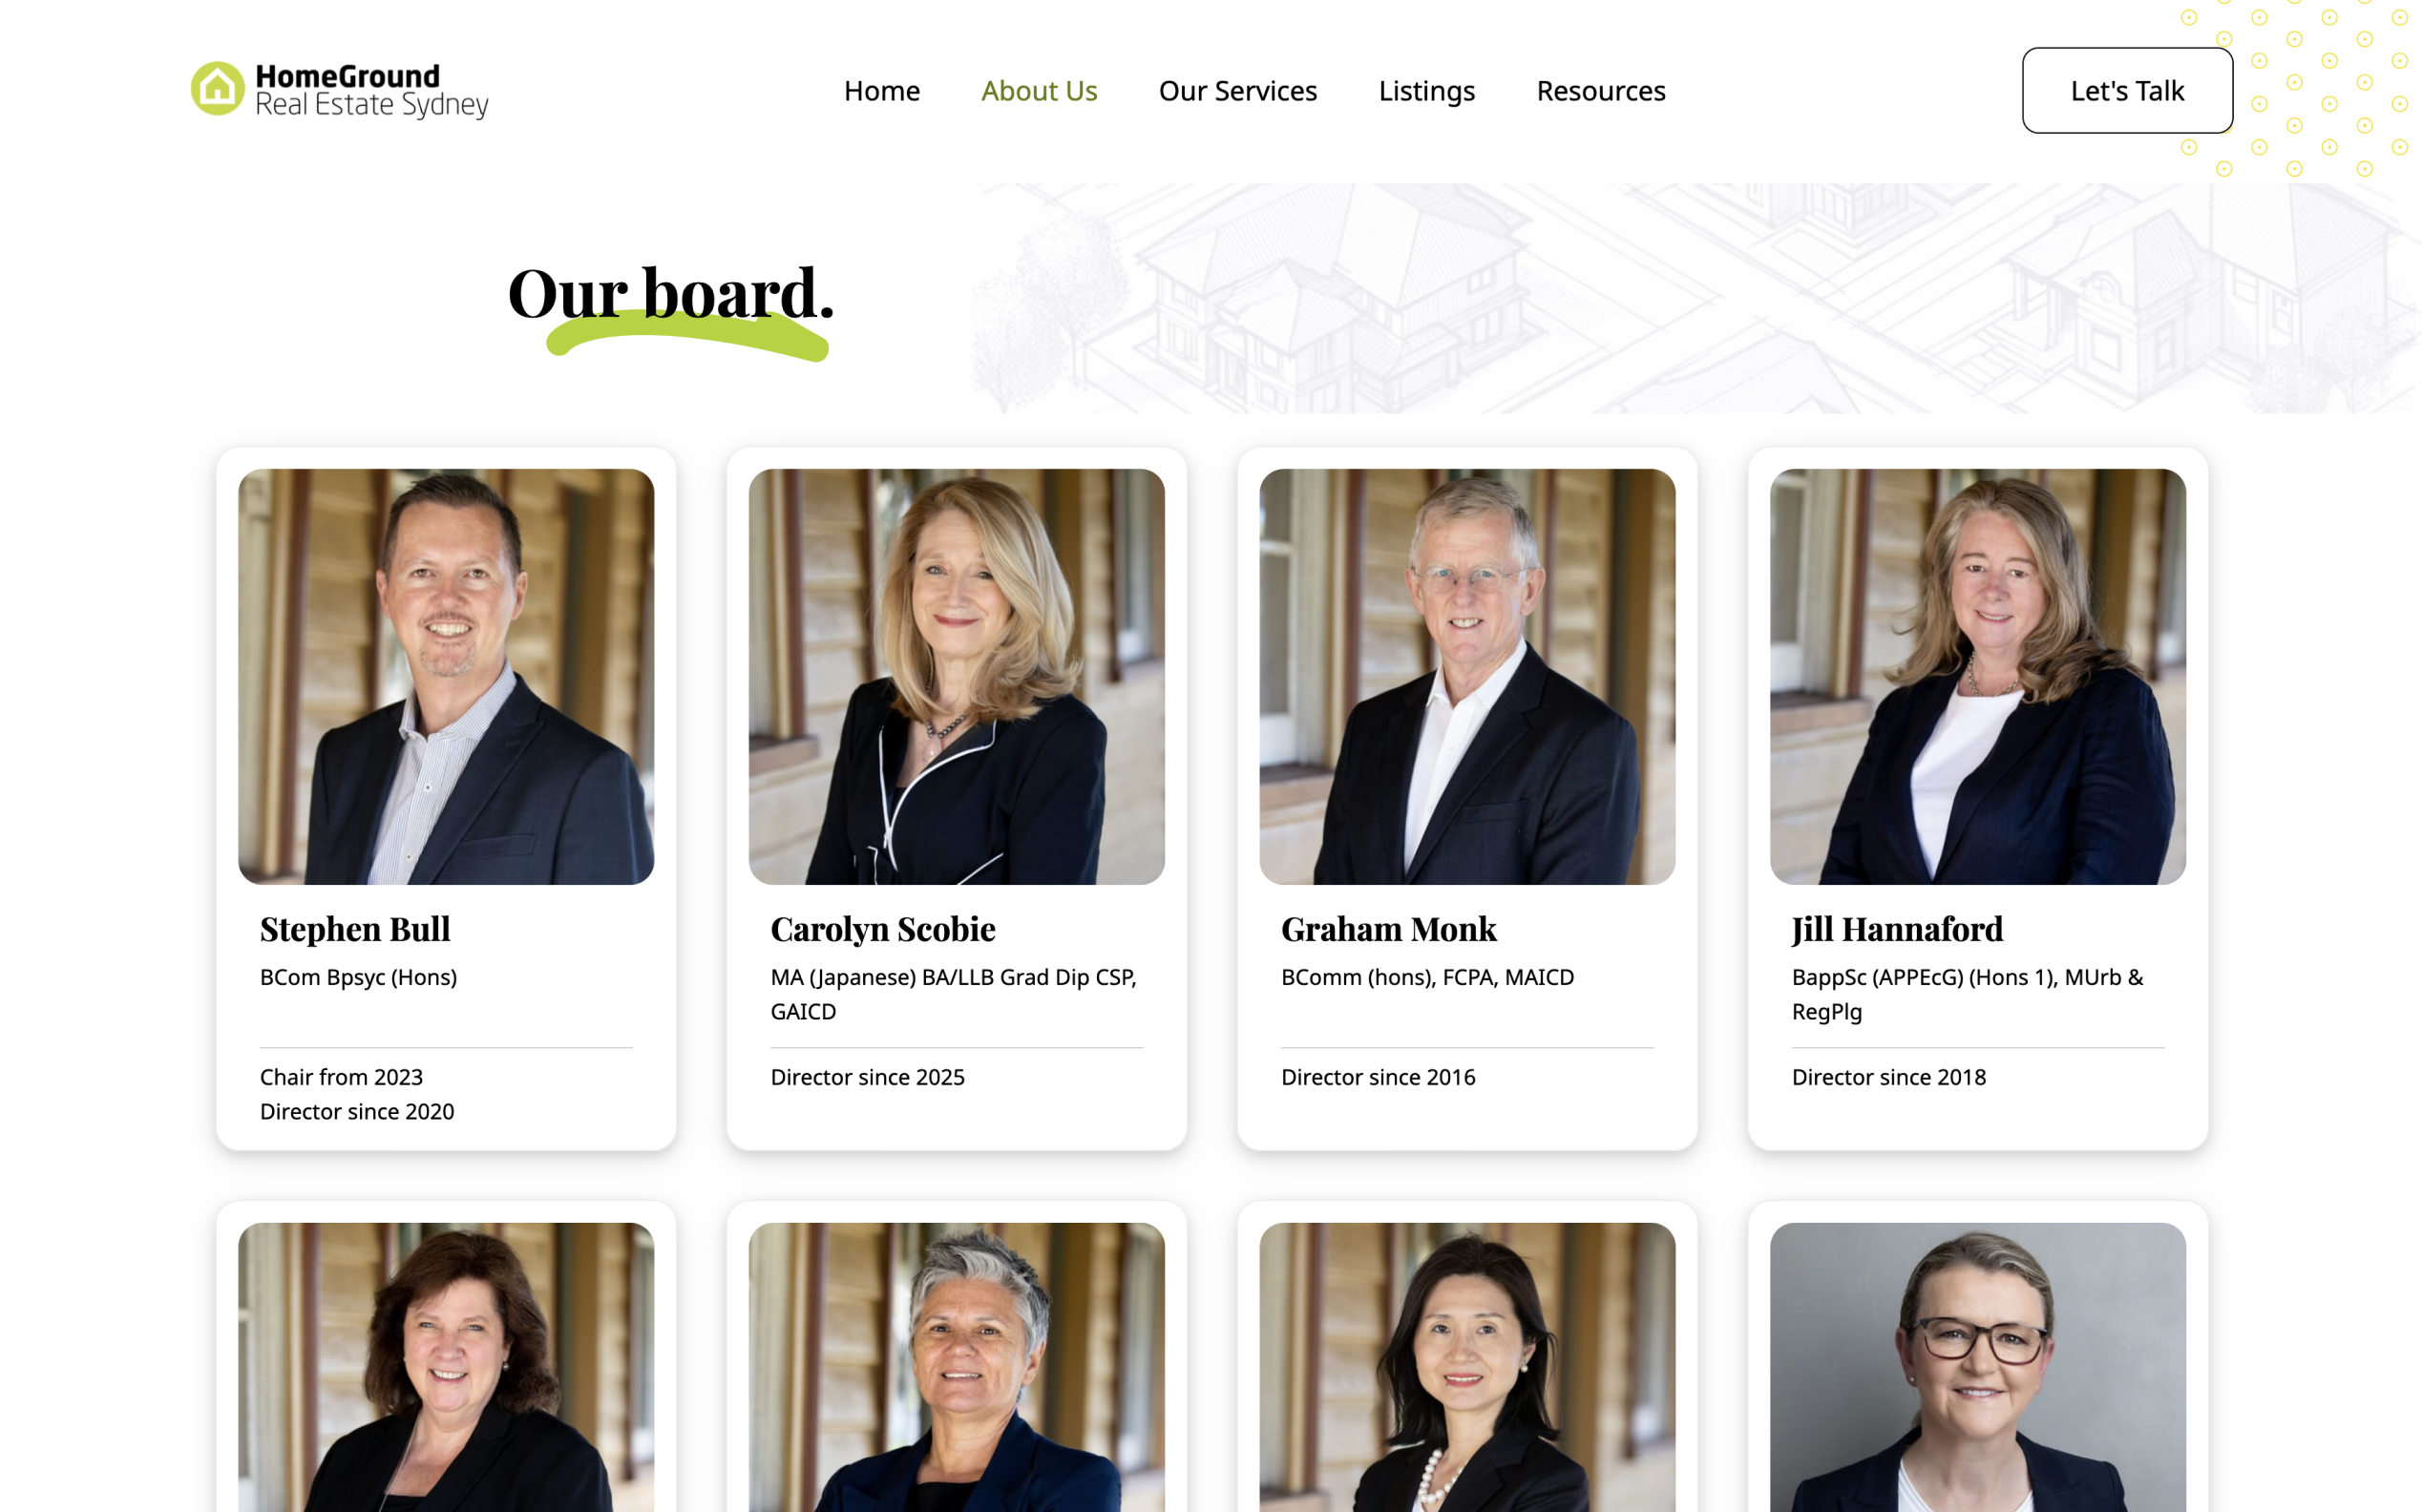 HomeGround
Real Estate Sydney
Home
About Us
Our Services
Listings
Resources
Let's Talk
Our board.
Stephen Bull
BCom Bpsyc (Hons)
Chair from 2023
Director since 2020
Carolyn Scobie
MA (Japanese) BA/LLB Grad Dip CSP,
GAICD
Director since 2025
Graham Monk
BComm (hons), FCPA, MAICD
Director since 2016
Jill Hannaford
BappSc (APPEcG) (Hons 1), MUrb &
RegPlg
Director since 2018